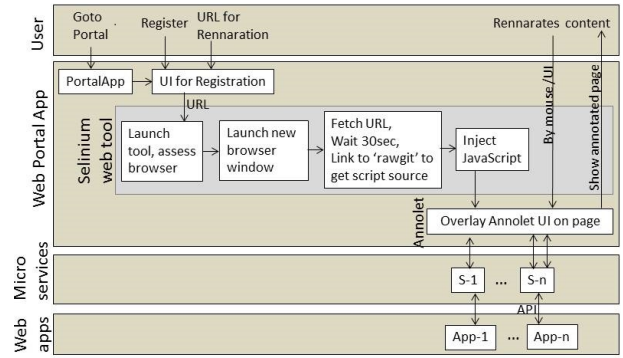 User
Goto
Portal
Register
URL for
Rennaration
Rennarates content
Web Portal App
PortalApp
UI for Registration
URL
Selinium
web tool
Launch
tool, assess
browser
Launch new
browser
window
Fetch URL,
Wait 30sec,
Link to 'rawgit' to
get script source
Inject
JavaScript
By mouse/UI
Show annotated page
Annolet
Overlay Annolet UI on page
Micro
services
S-1
...
S-n
API
Web
apps
App-1
...
App-n